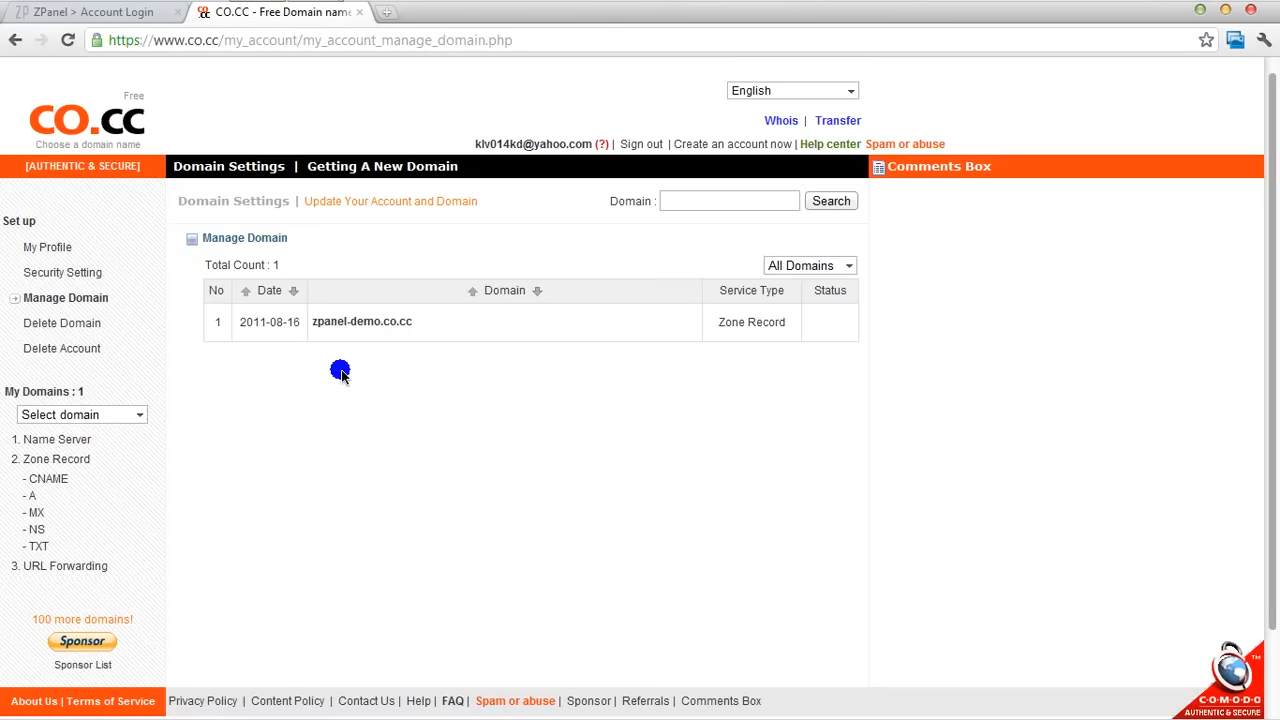 ZPanel > Account Login
CO.CC - Free Domain name
https://www.co.cc/my_account/my_account_manage_domain.php
Free
CO.CC
Choose a domain name
English
Whois | Transfer
klv014kd@yahoo.com (?) | Sign out | Create an account now | Help center Spam or abuse
[AUTHENTIC & SECURE]
Domain Settings | Getting A New Domain
Comments Box
Domain Settings | Update Your Account and Domain
Domain :
Search
Set up
My Profile
Security Setting
Manage Domain
Delete Domain
Delete Account
My Domains : 1
Select domain
1. Name Server
2. Zone Record
- CNAME
- A
- MX
- NS
- TXT
3. URL Forwarding
100 more domains!
Sponsor
Sponsor List
Manage Domain
Total Count : 1
All Domains
No Date Domain Service Type Status
1 2011-08-16 zpanel-demo.co.cc Zone Record
About Us | Terms of Service
Privacy Policy | Content Policy | Contact Us | Help | FAQ | Spam or abuse | Sponsor | Referrals | Comments Box
TM
C·O·M·O·D·O
AUTHENTIC & SECURE